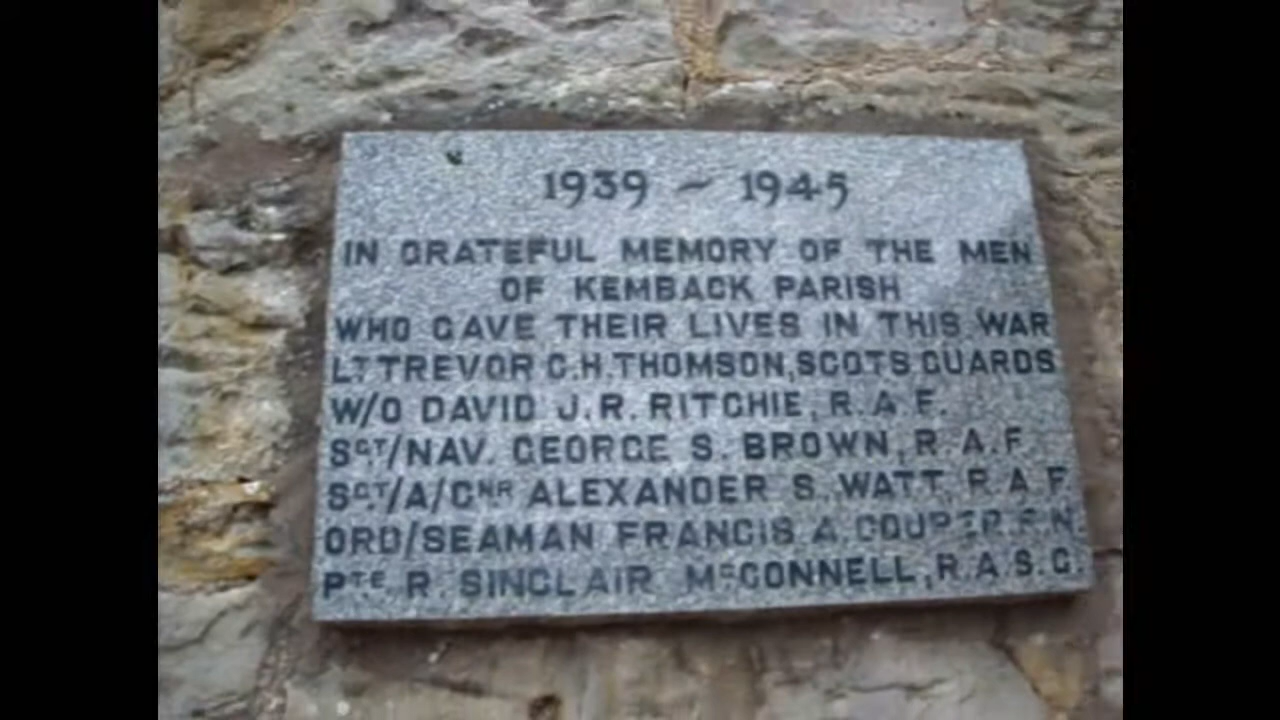 1939 - 1945
IN GRATEFUL MEMORY OF THE MEN
OF KEMBACK PARISH
WHO GAVE THEIR LIVES IN THIS WAR
LT TREVOR C.H. THOMSON, SCOTS GUARDS
W/O DAVID J.R. RITCHIE, R.A.F.
SGT/NAV. GEORGE S. BROWN, R.A.F.
SGT/A/GNR ALEXANDER S. WATT, R.A.F.
ORD/SEAMAN FRANCIS A. COUPER R.N.
PTE R. SINCLAIR McCONNELL, R.A.S.C.